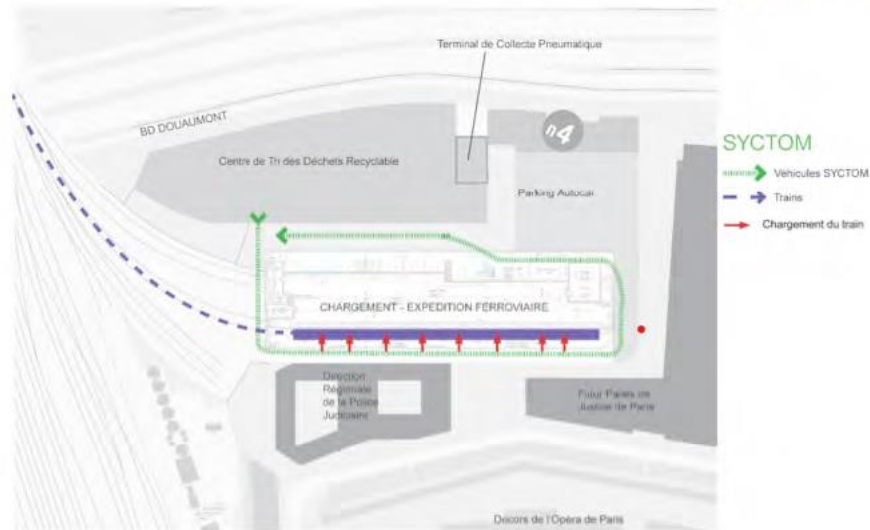 Terminal de Collecte Pneumatique
BD DOUAUMONT
n4
Centre de Tri des Déchets Recyclable
Parking Autocar
SYCTOM
Véhicules SYCTOM
Trains
Chargement du train
CHARGEMENT - EXPEDITION FERROVIAIRE
Direction
Régionale
de la Police
Judiciaire
Futur Palais de
Justice de Paris
Décors de l'Opéra de Paris